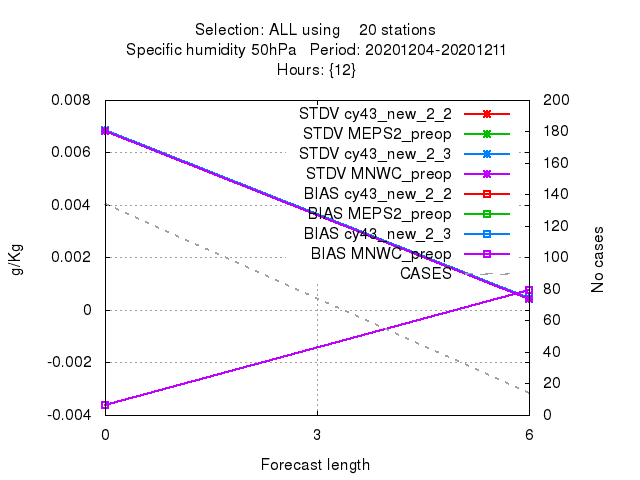 Selection: ALL using 20 stations
Specific humidity 50hPa Period: 20201204-20201211
Hours: {12}
0.008
0.006
0.004
0.002
0
-0.002
-0.004
200
180
160
140
120
100
80
60
40
20
0
g/Kg
No cases
STDV cy43_new_2_2
STDV MEPS2_preop
STDV cy43_new_2_3
STDV MNWC_preop
BIAS cy43_new_2_2
BIAS MEPS2_preop
BIAS cy43_new_2_3
BIAS MNWC_preop
CASES
0 3 6
Forecast length